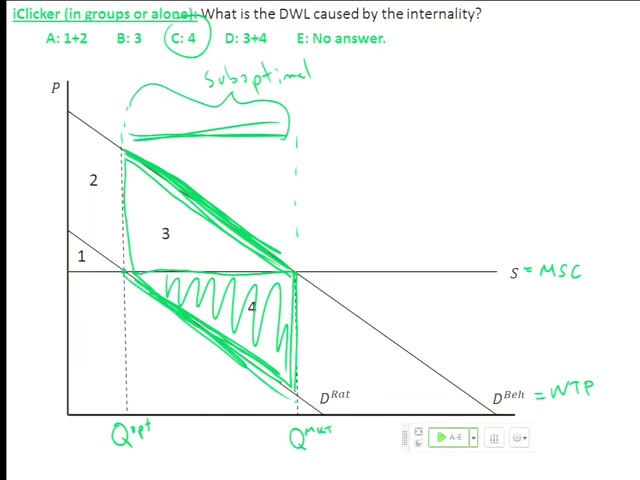 iClicker (in groups or alone): What is the DWL caused by the internality?
A: 1+2 B: 3 C: 4 D: 3+4 E: No answer.
suboptimal
P
2
3
1
S = MSC
4
D^Rat
D^Beh = WTP
Q^opt
Q^MKT
A-E